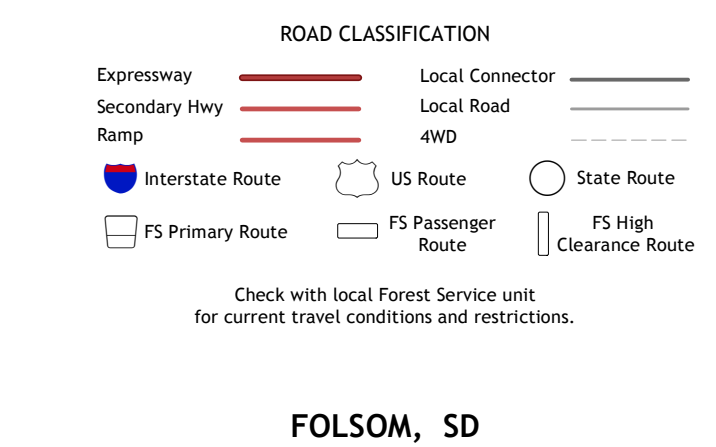 ROAD CLASSIFICATION
Expressway
Local Connector
Secondary Hwy
Local Road
Ramp
4WD
Interstate Route
US Route
State Route
FS Primary Route
FS Passenger
Route
FS High
Clearance Route
Check with local Forest Service unit
for current travel conditions and restrictions.
FOLSOM, SD